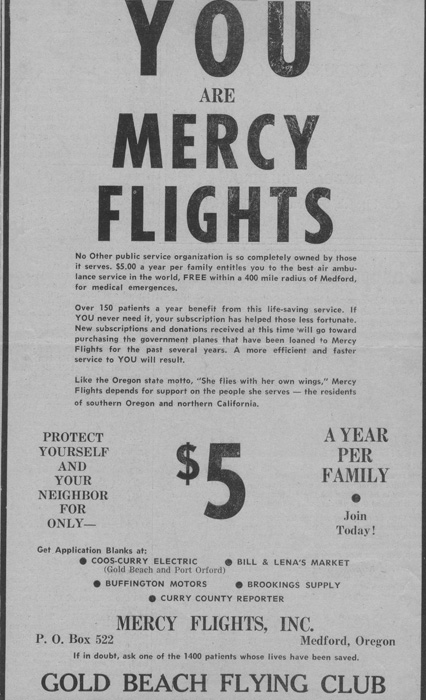 YOU
ARE
MERCY
FLIGHTS
No Other public service organization is so completely owned by those
it serves. $5.00 a year per family entitles you to the best air ambu-
lance service in the world, FREE within a 400 mile radius of Medford,
for medical emergences.
Over 150 patients a year benefit from this life-saving service. If
YOU never need it, your subscription has helped those less fortunate.
New subscriptions and donations received at this time will go toward
purchasing the government planes that have been loaned to Mercy
Flights for the past several years. A more efficient and faster
service to YOU will result.
Like the Oregon state motto, "She flies with her own wings," Mercy
Flights depends for support on the people she serves — the residents
of southern Oregon and northern California.
PROTECT
YOURSELF
AND
YOUR
NEIGHBOR
FOR
ONLY—
$5
A YEAR
PER
FAMILY
●
Join
Today!
Get Application Blanks at:
● COOS-CURRY ELECTRIC ● BILL & LENA'S MARKET
(Gold Beach and Port Orford)
● BUFFINGTON MOTORS ● BROOKINGS SUPPLY
● CURRY COUNTY REPORTER
MERCY FLIGHTS, INC.
P. O. Box 522 Medford, Oregon
If in doubt, ask one of the 1400 patients whose lives have been saved.
GOLD BEACH FLYING CLUB